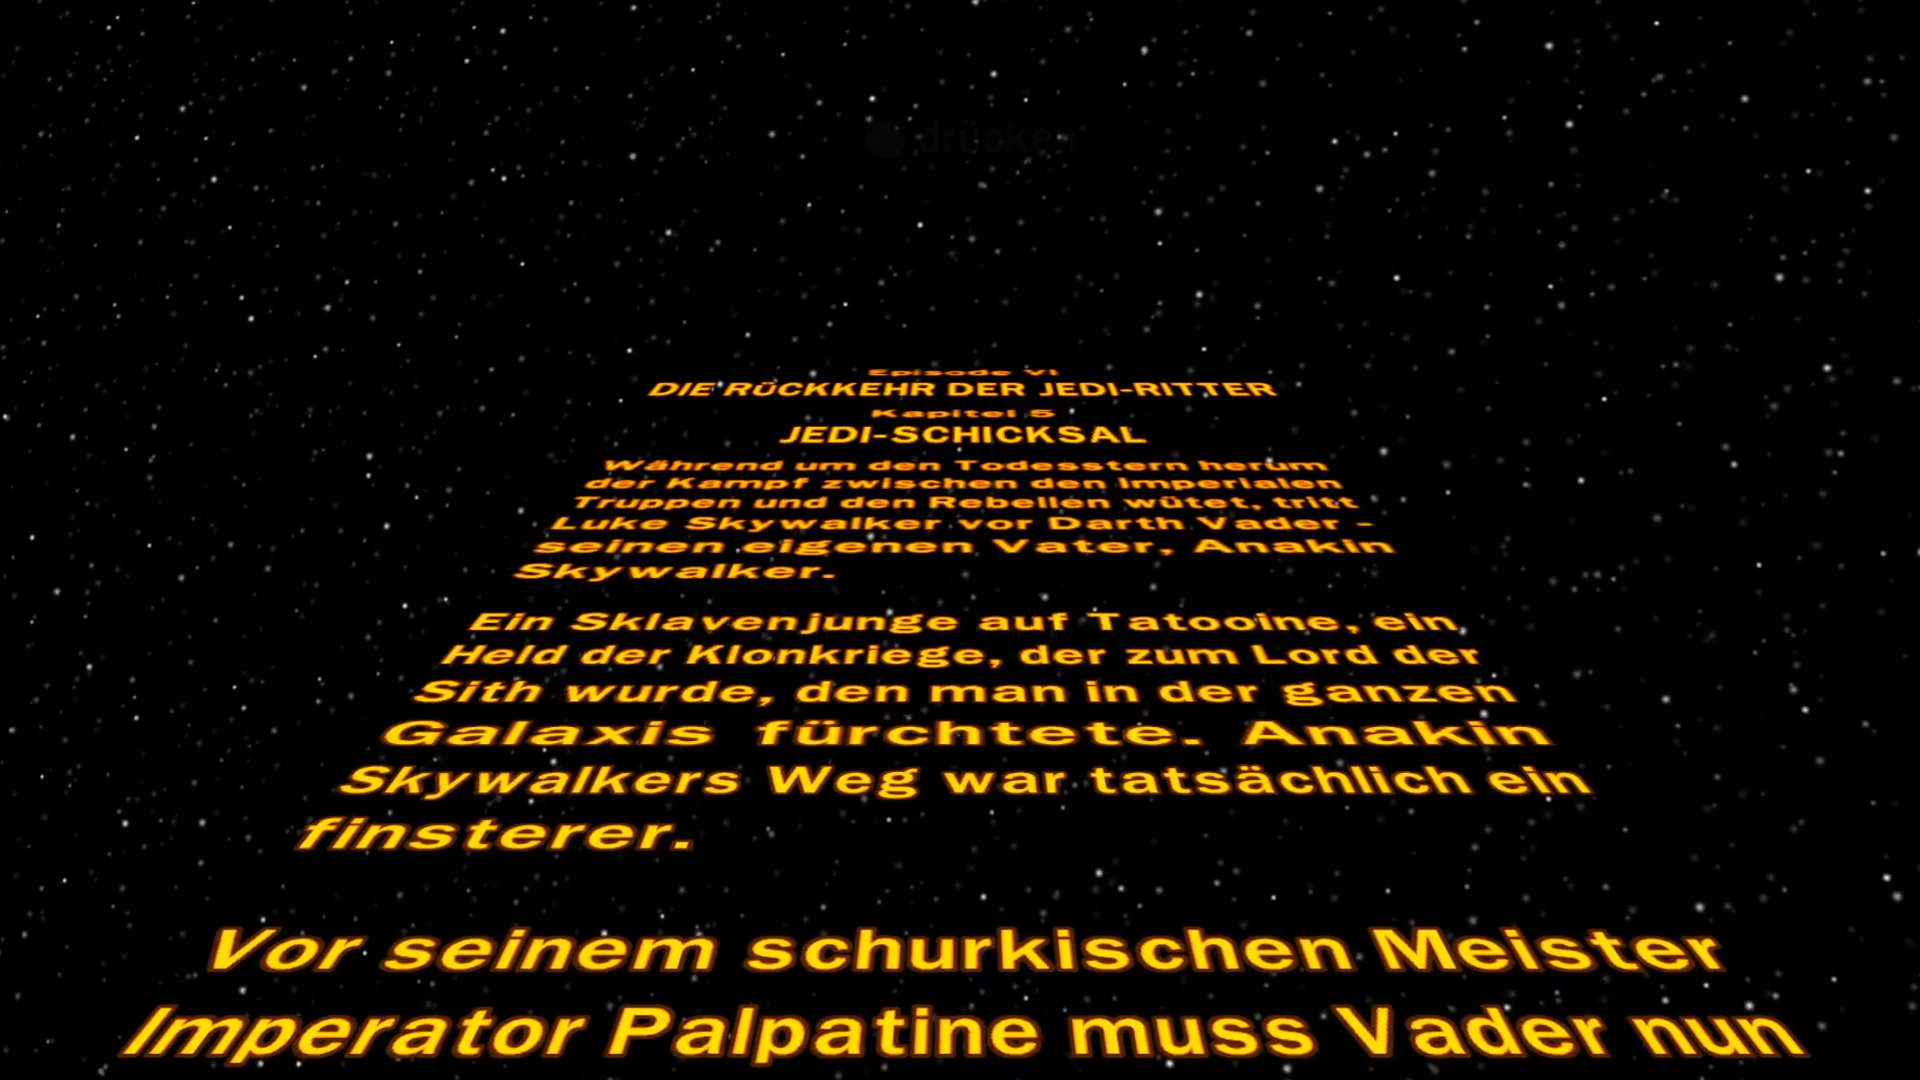 drücken
Episode VI
DIE RÜCKKEHR DER JEDI-RITTER
Kapitel 5
JEDI-SCHICKSAL
Während um den Todesstern herum
der Kampf zwischen den Imperialen
Truppen und den Rebellen wütet, tritt
Luke Skywalker vor Darth Vader -
seinen eigenen Vater, Anakin
Skywalker.
Ein Sklavenjunge auf Tatooine, ein
Held der Klonkriege, der zum Lord der
Sith wurde, den man in der ganzen
Galaxis fürchtete. Anakin
Skywalkers Weg war tatsächlich ein
finsterer.
Vor seinem schurkischen Meister
Imperator Palpatine muss Vader nun